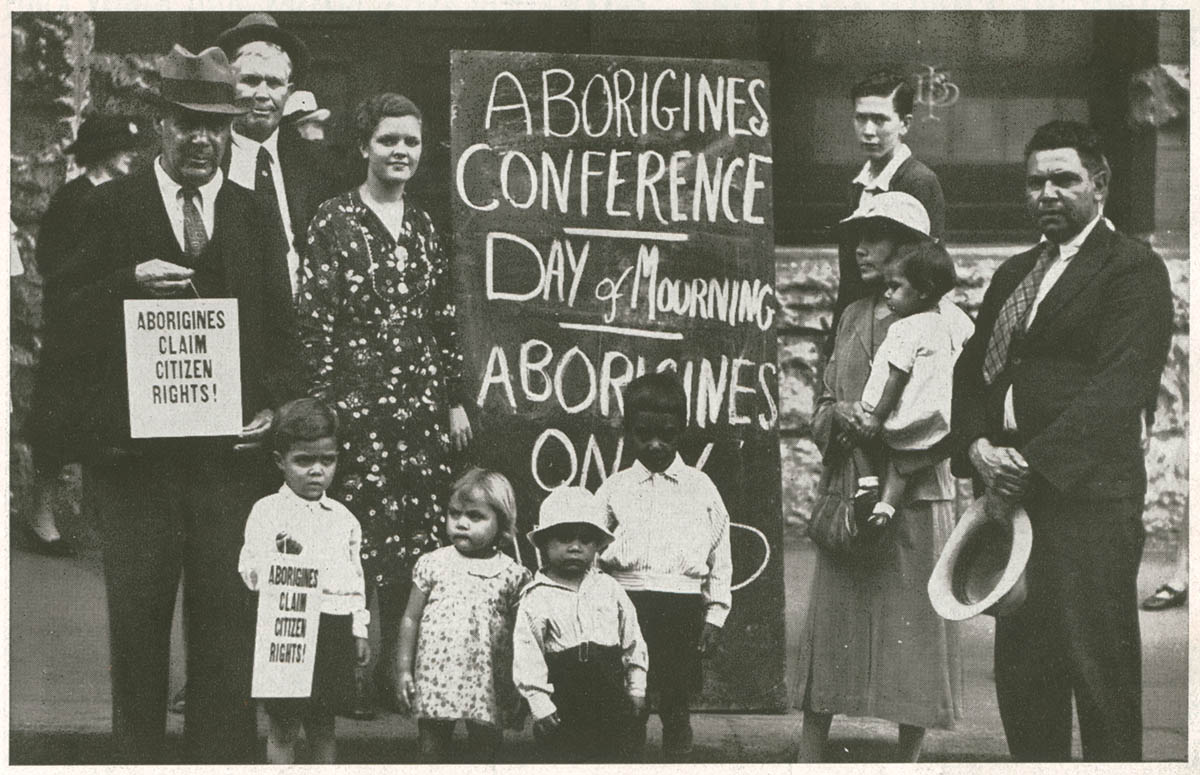 ABORIGINES
CONFERENCE
DAY of MOURNING
ABORIGINES
ABORIGINES
CLAIM
CITIZEN
RIGHTS!
ABORIGINES
CLAIM
CITIZEN
RIGHTS!